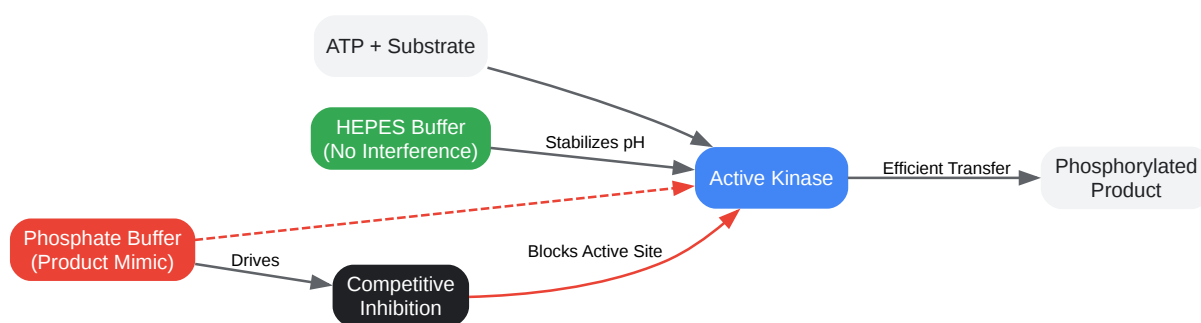 ATP + Substrate
HEPES Buffer
(No Interference)
Stabilizes pH
Active Kinase
Efficient Transfer
Phosphorylated
Product
Phosphate Buffer
(Product Mimic)
Drives
Competitive
Inhibition
Blocks Active Site